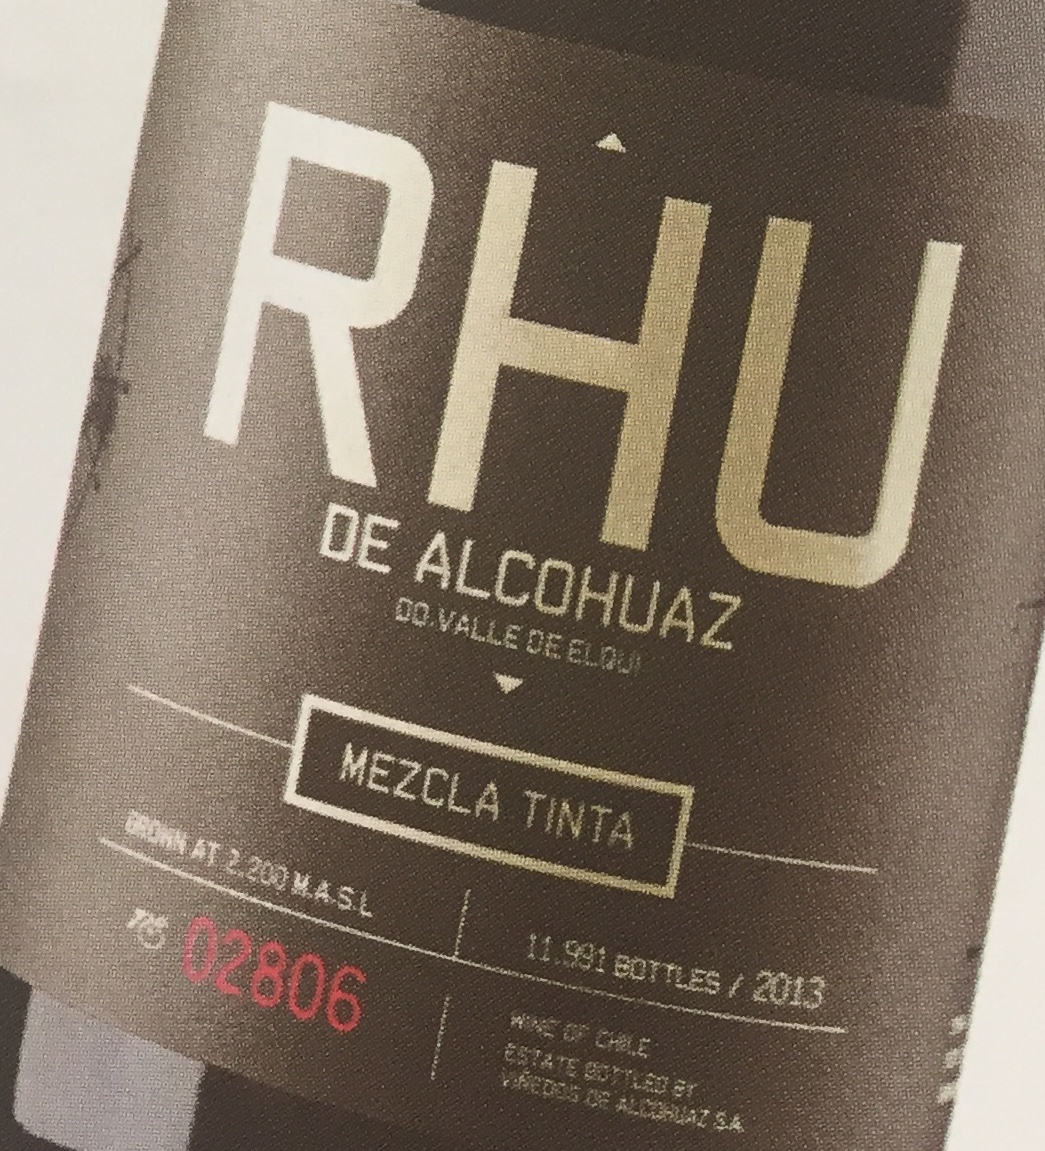 RHU
DE ALCOHUAZ
DO.VALLE DE ELQUI
MEZCLA TINTA
GROWN AT 2.200 M.A.S.L
11.991 BOTTLES / 2013
02806
WINE OF CHILE
ESTATE BOTTLED BY
VIÑEDOS DE ALCOHUAZ S.A.